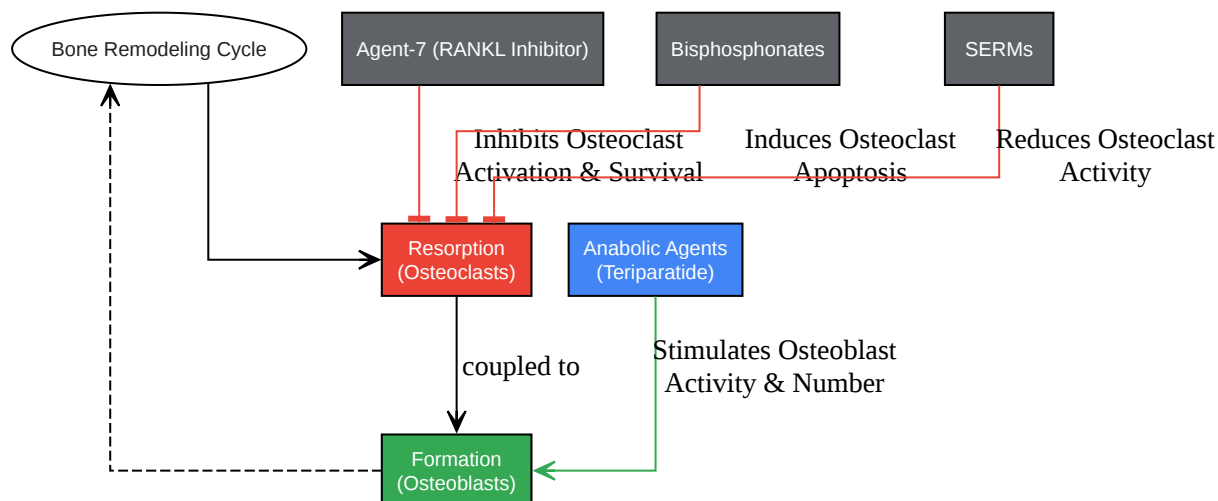 Bone Remodeling Cycle
Agent-7 (RANKL Inhibitor)
Bisphosphonates
SERMs
Inhibits Osteoclast
Activation & Survival
Induces Osteoclast
Apoptosis
Reduces Osteoclast
Activity
Resorption
(Osteoclasts)
Anabolic Agents
(Teriparatide)
coupled to
Stimulates Osteoblast
Activity & Number
Formation
(Osteoblasts)